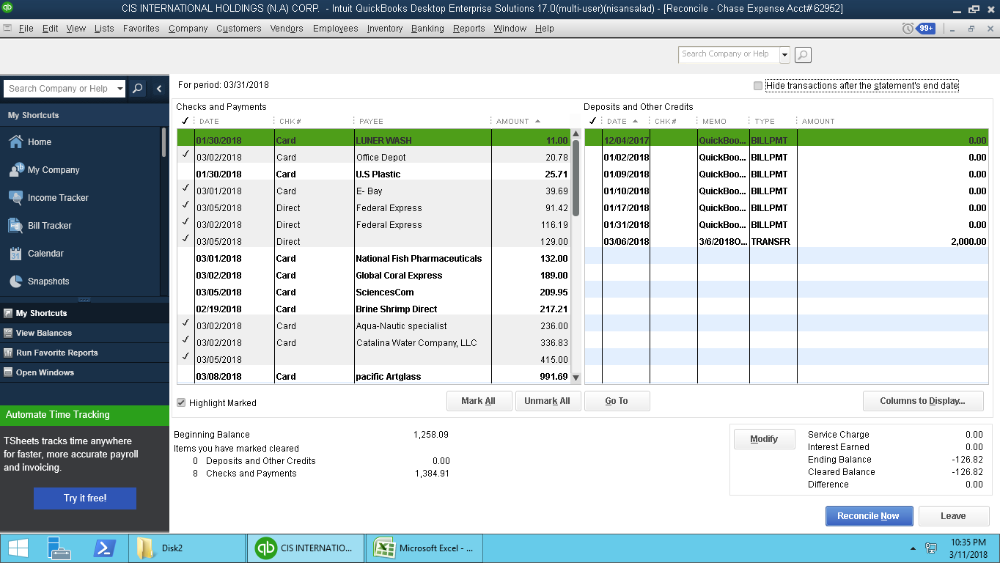 CIS INTERNATIONAL HOLDINGS (N.A) CORP. - Intuit QuickBooks Desktop Enterprise Solutions 17.0(multi-user)(nisansalad) - [Reconcile - Chase Expense Acct# 62952]
File Edit View Lists Favorites Company Customers Vendors Employees Inventory Banking Reports Window Help 99+
Search Company or Help
Search Company or Help
My Shortcuts
Home
My Company
Income Tracker
Bill Tracker
Calendar
Snapshots
My Shortcuts
View Balances
Run Favorite Reports
Open Windows
Automate Time Tracking
TSheets tracks time anywhere
for faster, more accurate payroll
and invoicing.
Try it free!
For period: 03/31/2018
Hide transactions after the statement's end date
Checks and Payments
✓ DATE CHK # PAYEE AMOUNT
01/30/2018 Card LUNER WASH 11.00
✓ 03/02/2018 Card Office Depot 20.78
01/30/2018 Card U.S Plastic 25.71
✓ 03/01/2018 Card E- Bay 39.69
✓ 03/05/2018 Direct Federal Express 91.42
✓ 03/02/2018 Direct Federal Express 116.19
✓ 03/05/2018 Direct 129.00
03/01/2018 Card National Fish Pharmaceuticals 132.00
03/02/2018 Card Global Coral Express 189.00
03/05/2018 Card SciencesCom 209.95
02/19/2018 Card Brine Shrimp Direct 217.21
✓ 03/02/2018 Card Aqua-Nautic specialist 236.00
✓ 03/02/2018 Card Catalina Water Company, LLC 336.83
✓ 03/05/2018 415.00
03/08/2018 Card pacific Artglass 991.69
Deposits and Other Credits
✓ DATE CHK # MEMO TYPE AMOUNT
12/04/2017 QuickBoo... BILLPMT 0.00
01/02/2018 QuickBoo... BILLPMT 0.00
01/09/2018 QuickBoo... BILLPMT 0.00
01/10/2018 QuickBoo... BILLPMT 0.00
01/17/2018 QuickBoo... BILLPMT 0.00
01/31/2018 QuickBoo... BILLPMT 0.00
03/06/2018 3/6/2018O... TRANSFR 2,000.00
Highlight Marked
Mark All Unmark All Go To Columns to Display...
Beginning Balance 1,258.09
Items you have marked cleared
0 Deposits and Other Credits 0.00
8 Checks and Payments 1,384.91
Modify
Service Charge 0.00
Interest Earned 0.00
Ending Balance -126.82
Cleared Balance -126.82
Difference 0.00
Reconcile Now Leave
Disk2
qb CIS INTERNATIO...
Microsoft Excel - ...
10:35 PM
3/11/2018